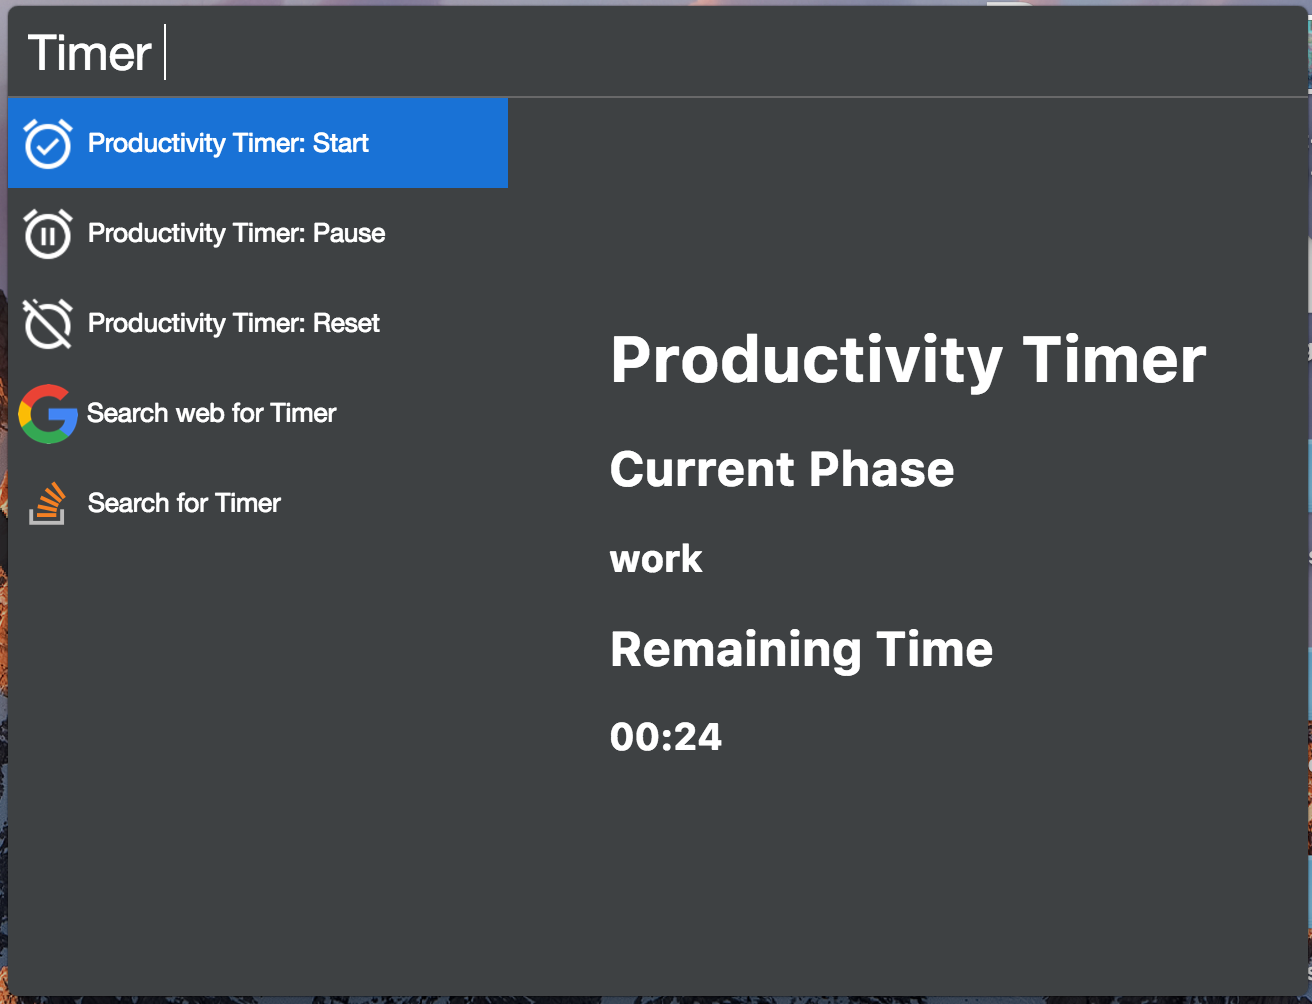 Timer
Productivity Timer: Start
Productivity Timer: Pause
Productivity Timer: Reset
Search web for Timer
Search for Timer
Productivity Timer
Current Phase
work
Remaining Time
00:24